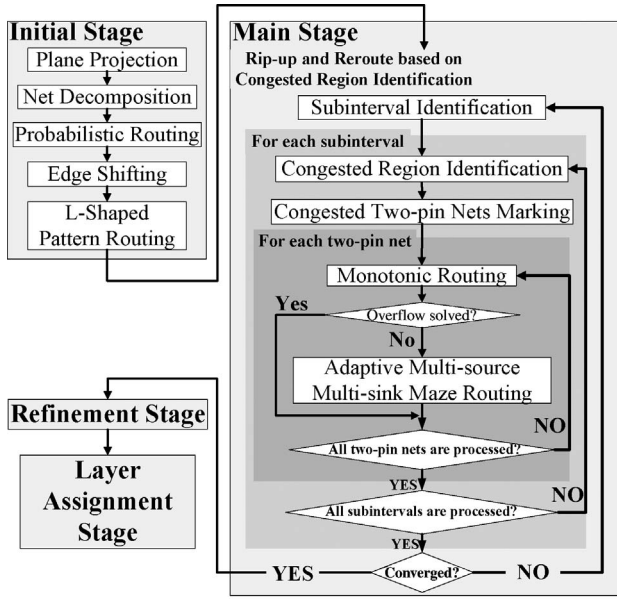 Initial Stage
Plane Projection
Net Decomposition
Probabilistic Routing
Edge Shifting
L-Shaped
Pattern Routing
Main Stage
Rip-up and Reroute based on
Congested Region Identification
Subinterval Identification
For each subinterval
Congested Region Identification
Congested Two-pin Nets Marking
For each two-pin net
Monotonic Routing
Yes
Overflow solved?
No
Adaptive Multi-source
Multi-sink Maze Routing
NO
All two-pin nets are processed?
YES
NO
All subintervals are processed?
YES
YES
Converged?
NO
Refinement Stage
Layer
Assignment
Stage